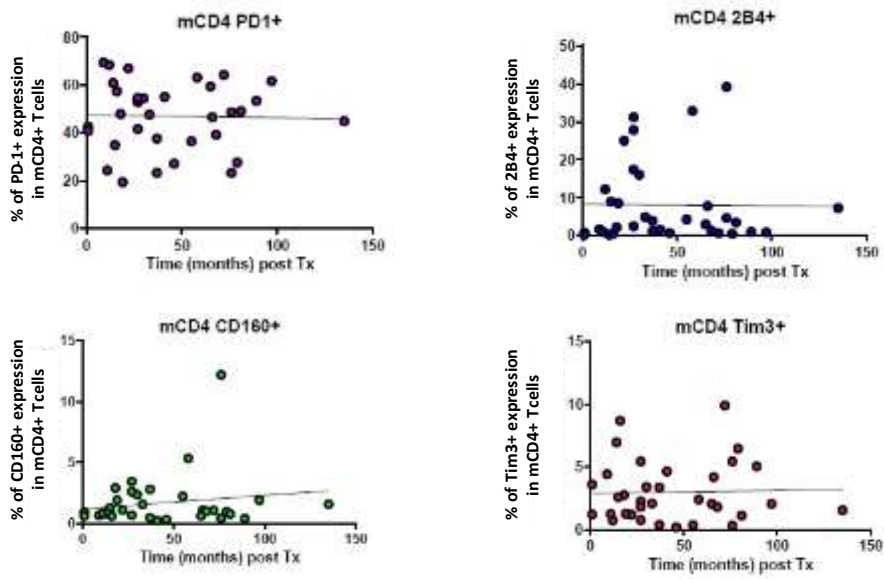 mCD4 PD1+
% of PD-1+ expression
in mCD4+ Tcells
80
60
40
20
0
0 50 100 150
Time (months) post Tx
mCD4 2B4+
% of 2B4+ expression
in mCD4+ Tcells
50
40
30
20
10
0
0 50 100 150
Time (months) post Tx
mCD4 CD160+
% of CD160+ expression
in mCD4+ Tcells
15
10
5
0
0 50 100 150
Time (months) post Tx
mCD4 Tim3+
% of Tim3+ expression
in mCD4+ Tcells
15
10
5
0
0 50 100 150
Time (months) post Tx